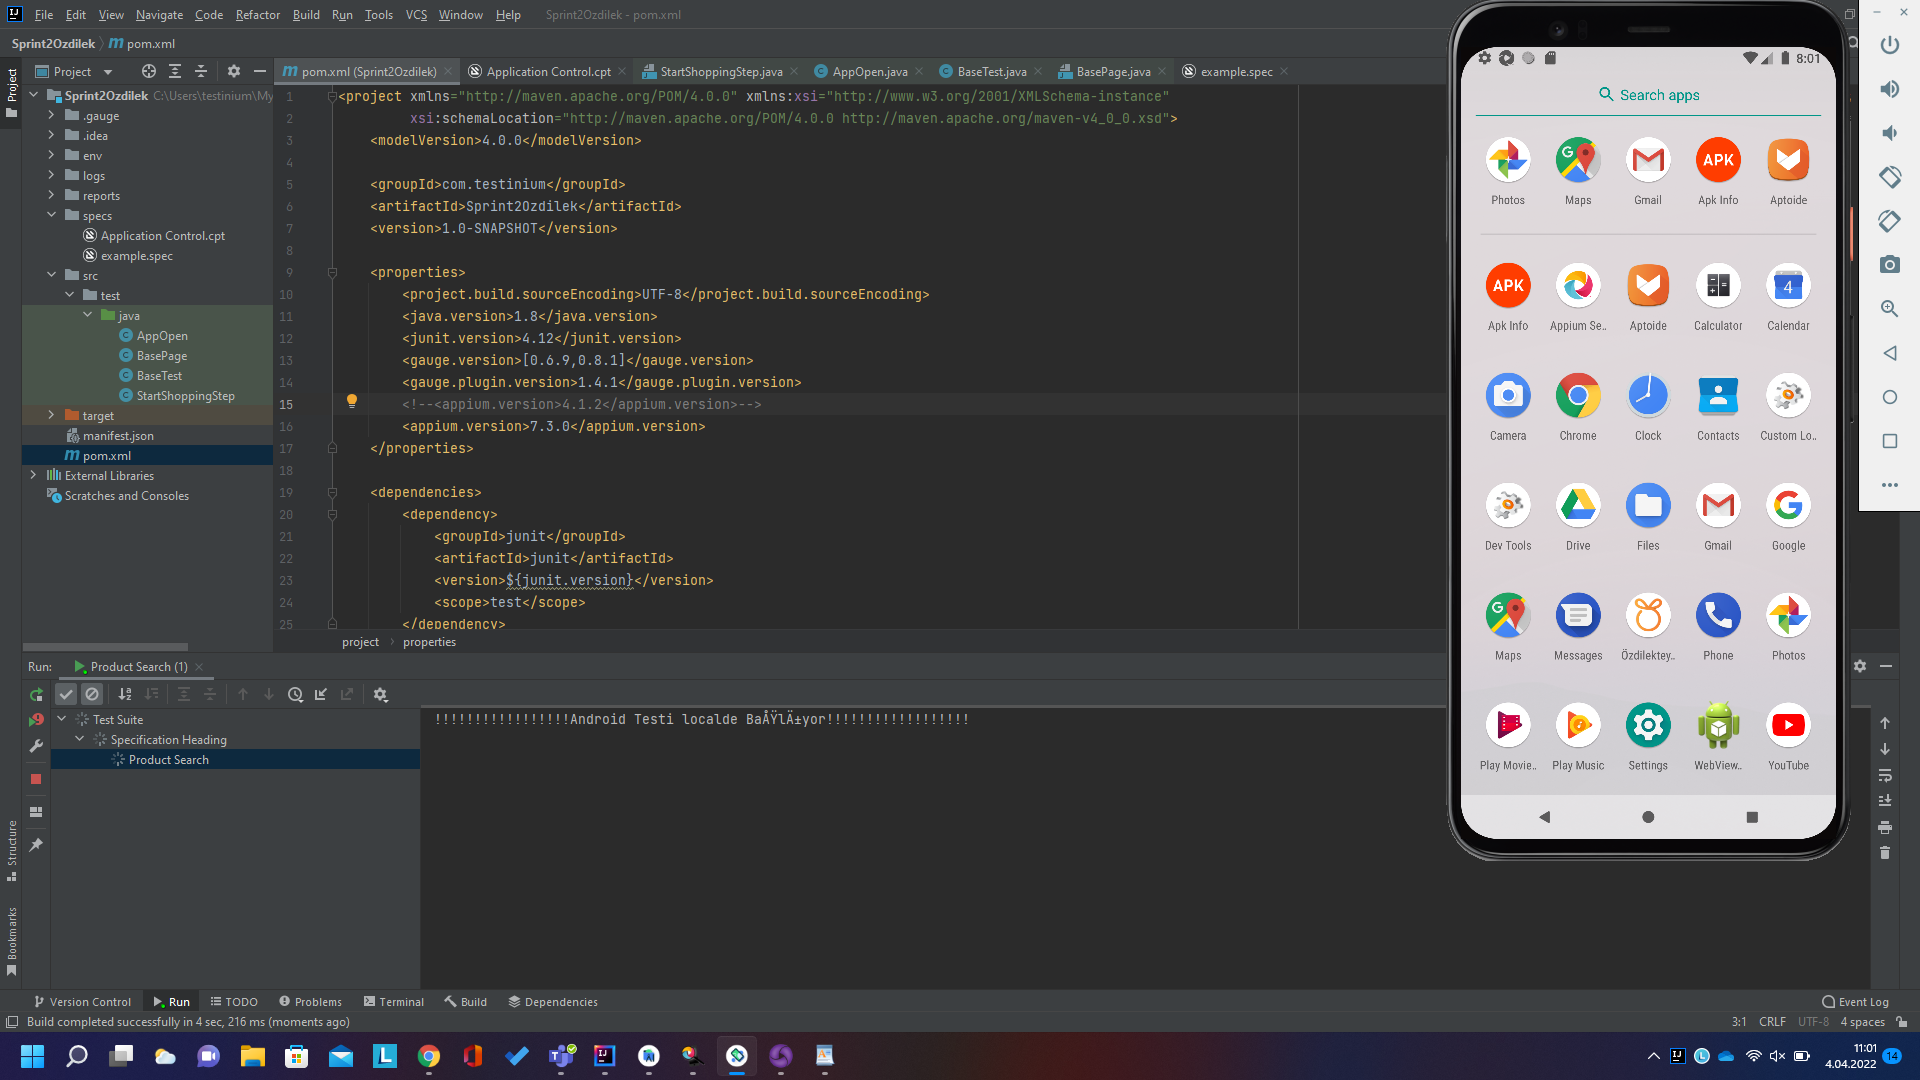 File Edit View Navigate Code Refactor Build Run Tools VCS Window Help Sprint2Ozdilek - pom.xml
Sprint2Ozdilek pom.xml
Project
pom.xml (Sprint2Ozdilek) Application Control.cpt StartShoppingStep.java AppOpen.java BaseTest.java BasePage.java example.spec
Project
Sprint2Ozdilek C:\Users\testinium\My
.gauge
.idea
env
logs
reports
specs
Application Control.cpt
example.spec
src
test
java
AppOpen
BasePage
BaseTest
StartShoppingStep
target
manifest.json
pom.xml
External Libraries
Scratches and Consoles
1 <project xmlns="http://maven.apache.org/POM/4.0.0" xmlns:xsi="http://www.w3.org/2001/XMLSchema-instance"
2 xsi:schemaLocation="http://maven.apache.org/POM/4.0.0 http://maven.apache.org/maven-v4_0_0.xsd">
3 <modelVersion>4.0.0</modelVersion>
4
5 <groupId>com.testinium</groupId>
6 <artifactId>Sprint2Ozdilek</artifactId>
7 <version>1.0-SNAPSHOT</version>
8
9 <properties>
10 <project.build.sourceEncoding>UTF-8</project.build.sourceEncoding>
11 <java.version>1.8</java.version>
12 <junit.version>4.12</junit.version>
13 <gauge.version>[0.6.9,0.8.1]</gauge.version>
14 <gauge.plugin.version>1.4.1</gauge.plugin.version>
15 <!--<appium.version>4.1.2</appium.version>-->
16 <appium.version>7.3.0</appium.version>
17 </properties>
18
19 <dependencies>
20 <dependency>
21 <groupId>junit</groupId>
22 <artifactId>junit</artifactId>
23 <version>${junit.version}</version>
24 <scope>test</scope>
25 </dependency>
project properties
8:01
Search apps
APK
Photos Maps Gmail Apk Info Aptoide
APK 4
Apk Info Appium Se.. Aptoide Calculator Calendar
Camera Chrome Clock Contacts Custom Lo..
Dev Tools Drive Files Gmail Google
Maps Messages Özdilektey.. Phone Photos
Play Movie.. Play Music Settings WebView.. YouTube
Run: Product Search (1)
Test Suite
Specification Heading
Product Search
!!!!!!!!!!!!!!!!!Android Testi localde BaÅŸlÄ±yor!!!!!!!!!!!!!!!!!!
Structure
Bookmarks
Version Control Run TODO Problems Terminal Build Dependencies Event Log
Build completed successfully in 4 sec, 216 ms (moments ago) 3:1 CRLF UTF-8 4 spaces
11:01
4.04.2022 14